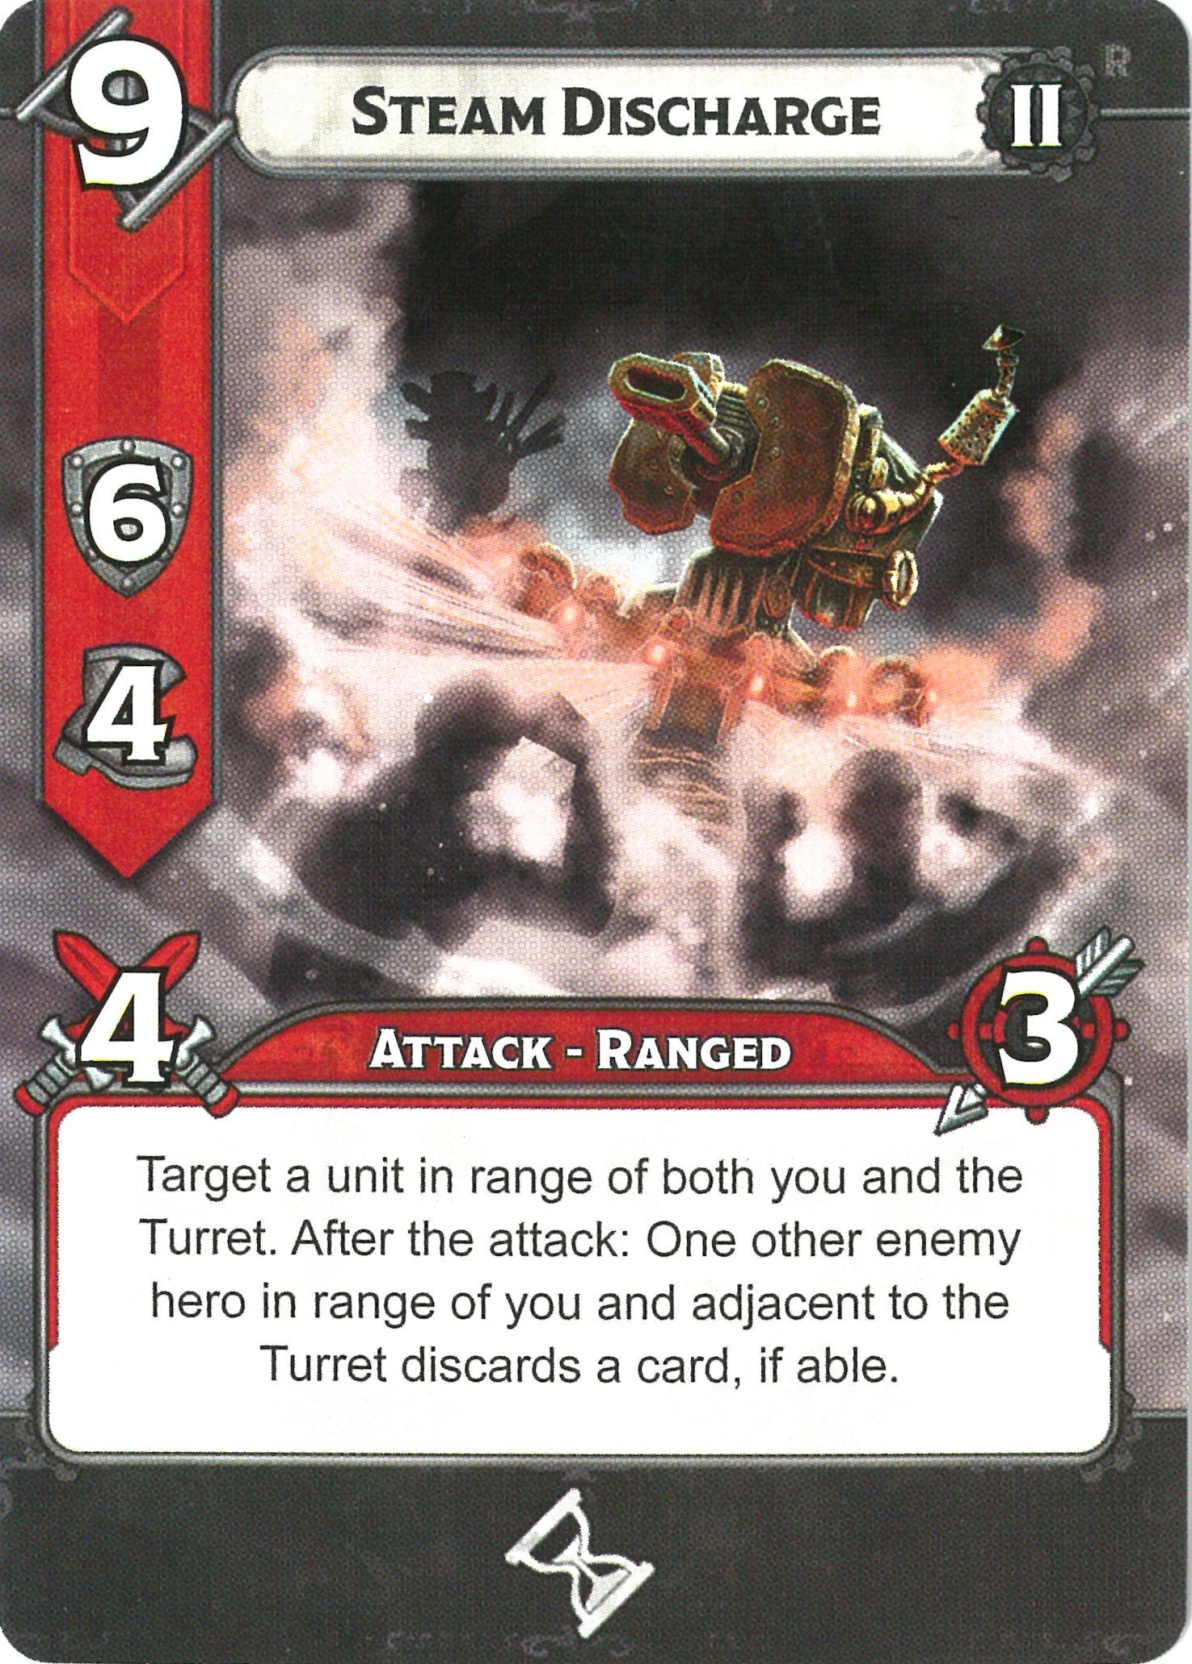 9
STEAM DISCHARGE
II
R
6
4
4
ATTACK - RANGED
3
Target a unit in range of both you and the
Turret. After the attack: One other enemy
hero in range of you and adjacent to the
Turret discards a card, if able.